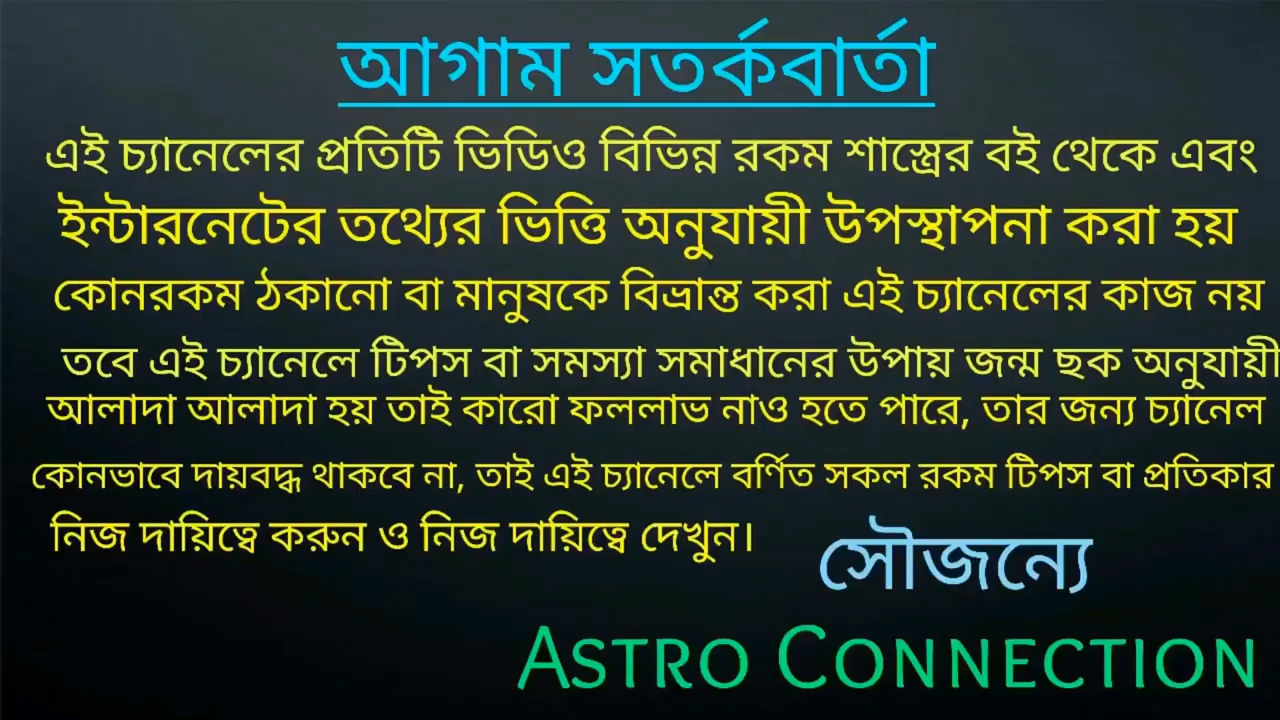 আগাম সতর্কবার্তা
এই চ্যানেলের প্রতিটি ভিডিও বিভিন্ন রকম শাস্ত্রের বই থেকে এবং
ইন্টারনেটের তথ্যের ভিত্তি অনুযায়ী উপস্থাপনা করা হয়
কোনরকম ঠকানো বা মানুষকে বিভ্রান্ত করা এই চ্যানেলের কাজ নয়
তবে এই চ্যানেলে টিপস বা সমস্যা সমাধানের উপায় জন্ম ছক অনুযায়ী
আলাদা আলাদা হয় তাই কারো ফললাভ নাও হতে পারে, তার জন্য চ্যানেল
কোনভাবে দায়বদ্ধ থাকবে না, তাই এই চ্যানেলে বর্ণিত সকল রকম টিপস বা প্রতিকার
নিজ দায়িত্বে করুন ও নিজ দায়িত্বে দেখুন।
সৌজন্যে
ASTRO CONNECTION